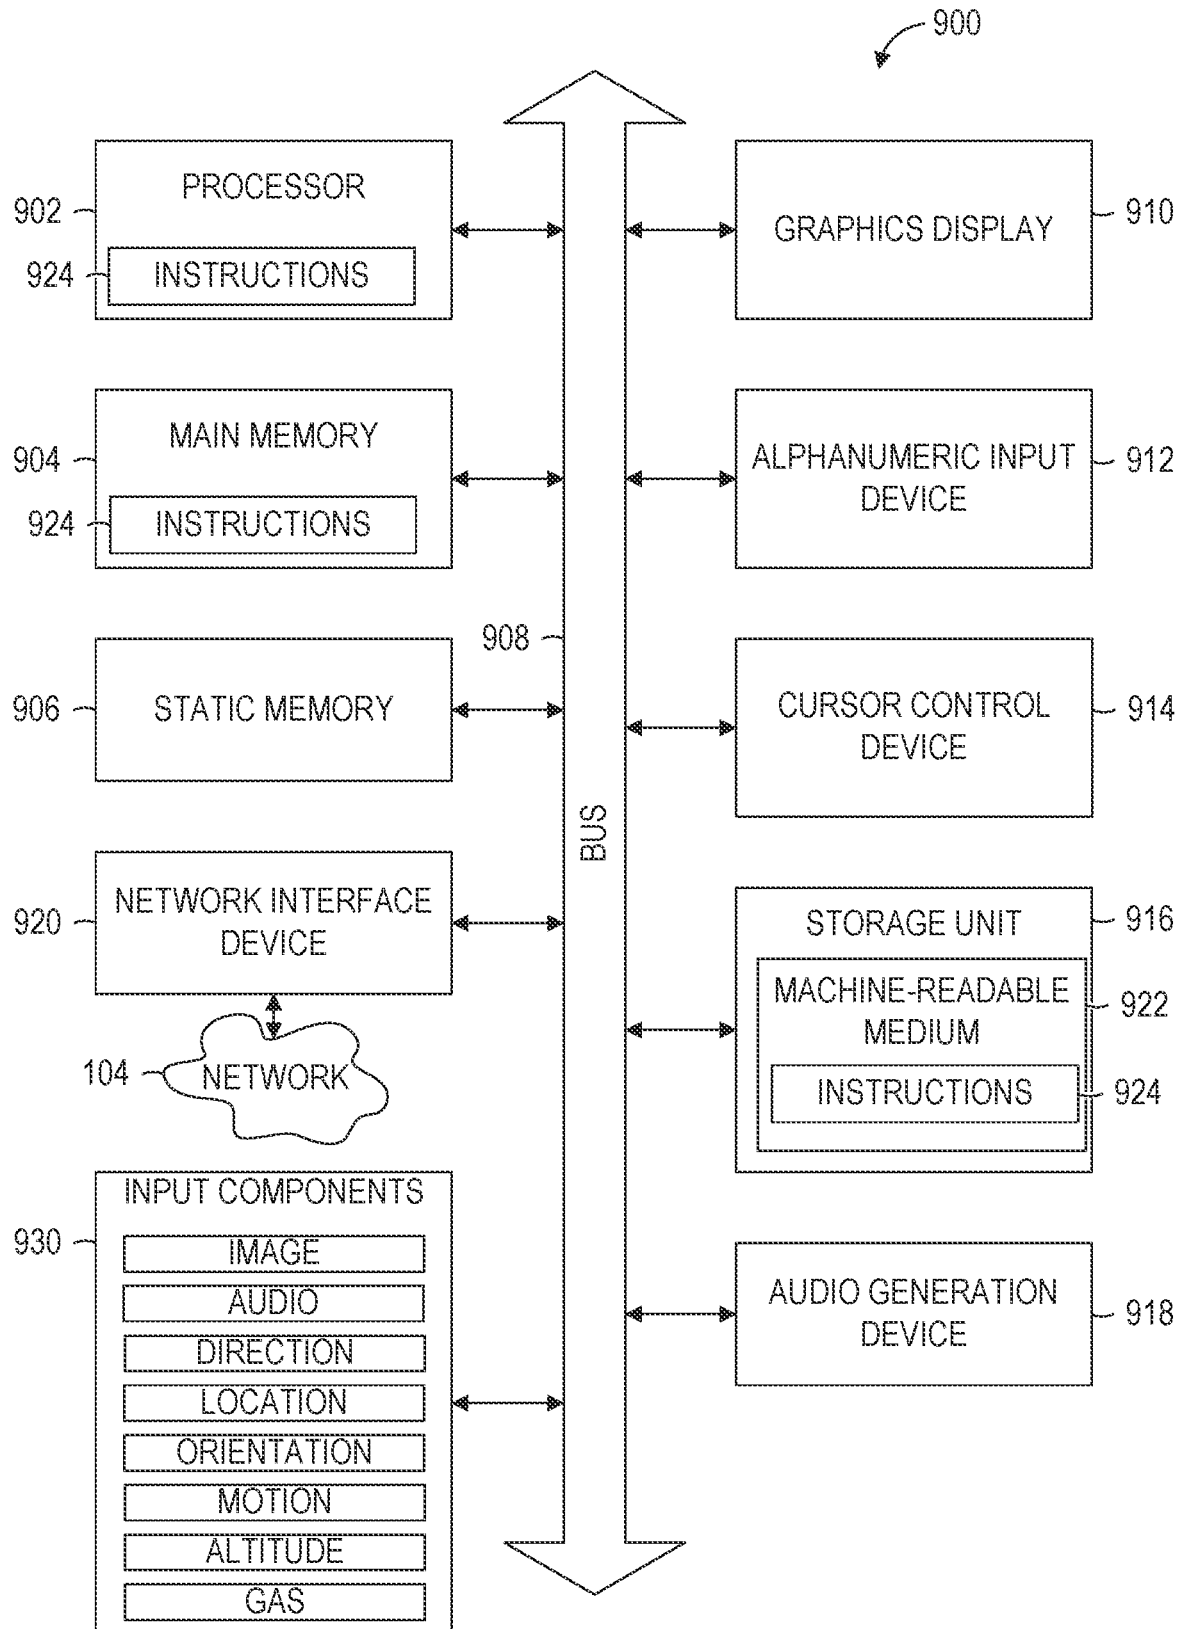 900
PROCESSOR
902
924
INSTRUCTIONS
MAIN MEMORY
904
924
INSTRUCTIONS
908
STATIC MEMORY
906
NETWORK INTERFACE
DEVICE
920
104
NETWORK
INPUT COMPONENTS
930
IMAGE
AUDIO
DIRECTION
LOCATION
ORIENTATION
MOTION
ALTITUDE
GAS
BUS
GRAPHICS DISPLAY
910
ALPHANUMERIC INPUT
DEVICE
912
CURSOR CONTROL
DEVICE
914
STORAGE UNIT
916
MACHINE-READABLE
MEDIUM
922
INSTRUCTIONS
924
AUDIO GENERATION
DEVICE
918